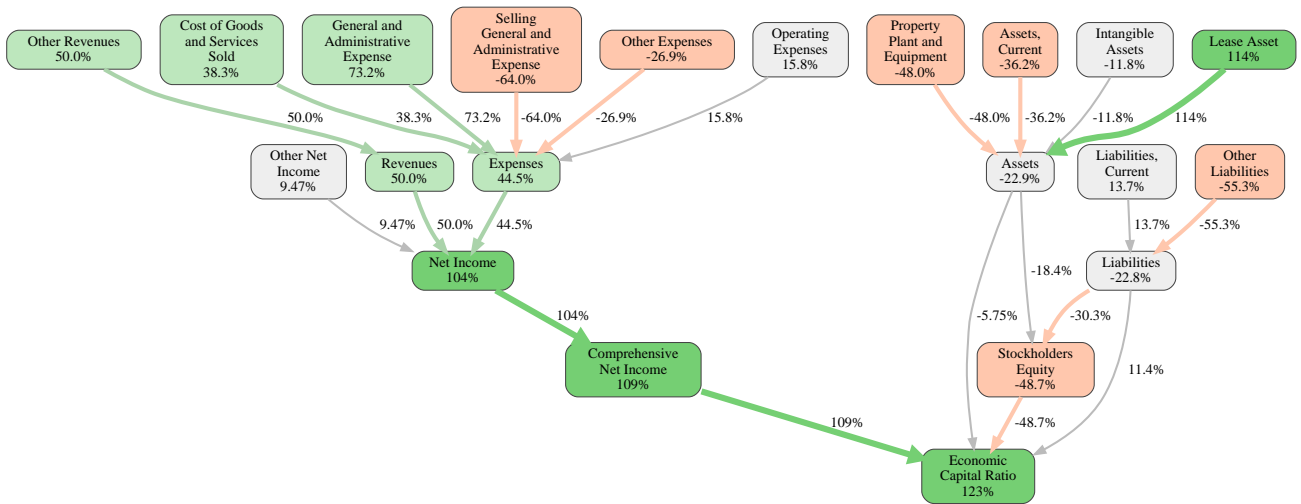 Other Revenues
50.0%
Cost of Goods
and Services
Sold
38.3%
General and
Administrative
Expense
73.2%
Selling
General and
Administrative
Expense
-64.0%
Other Expenses
-26.9%
Operating
Expenses
15.8%
Property
Plant and
Equipment
-48.0%
Assets,
Current
-36.2%
Intangible
Assets
-11.8%
Lease Asset
114%
50.0%
38.3%
73.2%
-64.0%
-26.9%
15.8%
-48.0%
-36.2%
-11.8%
114%
Other Net
Income
9.47%
Revenues
50.0%
Expenses
44.5%
Assets
-22.9%
Liabilities,
Current
13.7%
Other
Liabilities
-55.3%
9.47%
50.0%
44.5%
13.7%
-55.3%
Net Income
104%
Liabilities
-22.8%
-18.4%
104%
-5.75%
-30.3%
Comprehensive
Net Income
109%
Stockholders
Equity
-48.7%
11.4%
109%
-48.7%
Economic
Capital Ratio
123%